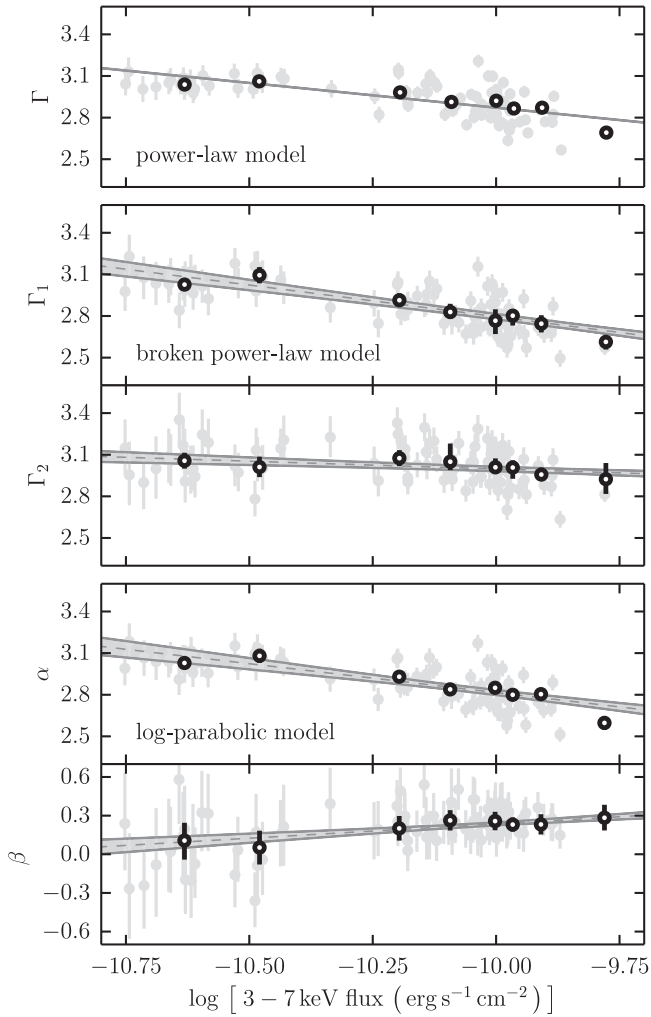 3.4
3.1
Γ
2.8
2.5
power-law model
3.4
3.1
Γ₁
2.8
2.5
broken power-law model
3.4
3.1
Γ₂
2.8
2.5
3.4
3.1
α
2.8
2.5
log-parabolic model
0.6
0.3
β
0.0
−0.3
−0.6
−10.75 −10.50 −10.25 −10.00 −9.75
log [ 3 − 7 keV flux ( erg s⁻¹ cm⁻² ) ]